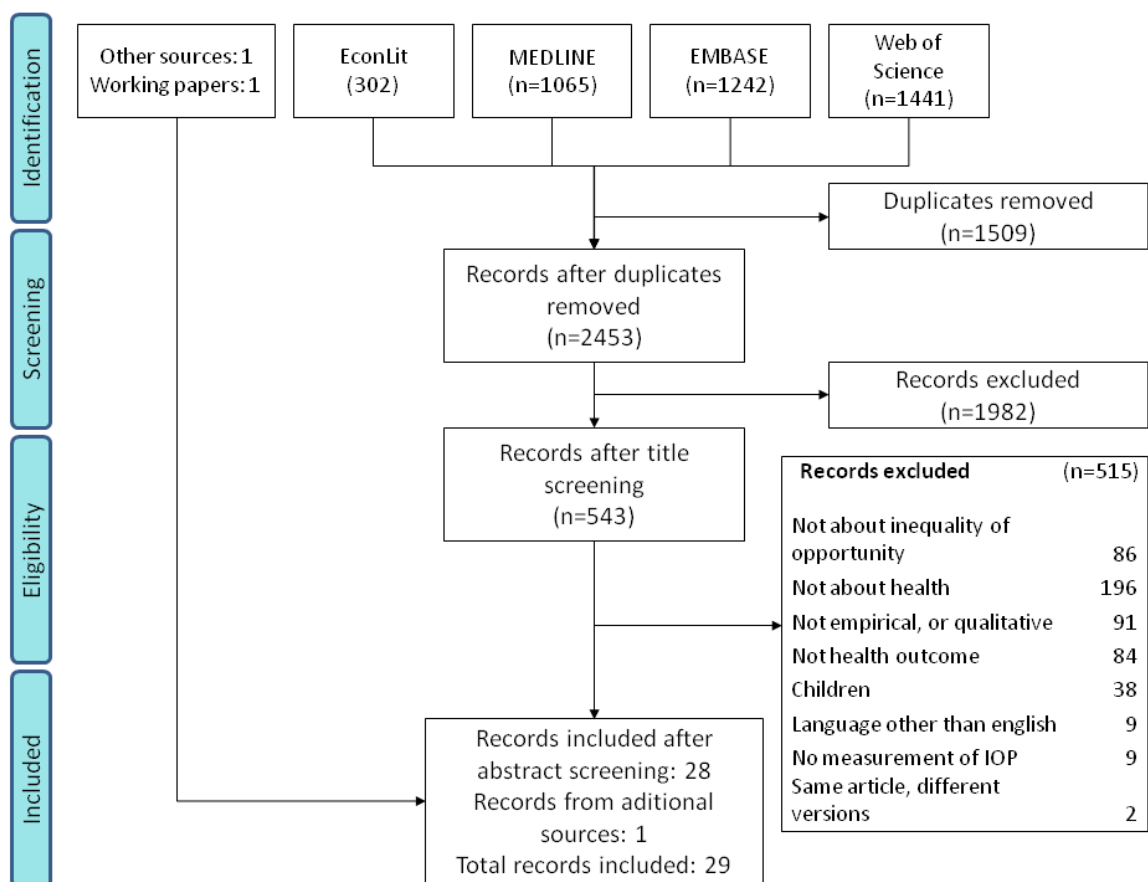 Identification
Other sources: 1
Working papers: 1
EconLit
(302)
MEDLINE
(n=1065)
EMBASE
(n=1242)
Web of
Science
(n=1441)
Duplicates removed
(n=1509)
Screening
Records after duplicates
removed
(n=2453)
Records excluded
(n=1982)
Eligibility
Records after title
screening
(n=543)
Records excluded (n=515)
Not about inequality of
opportunity 86
Not about health 196
Not empirical, or qualitative 91
Not health outcome 84
Children 38
Language other than english 9
No measurement of IOP 9
Same article, different
versions 2
Included
Records included after
abstract screening: 28
Records from aditional
sources: 1
Total records included: 29